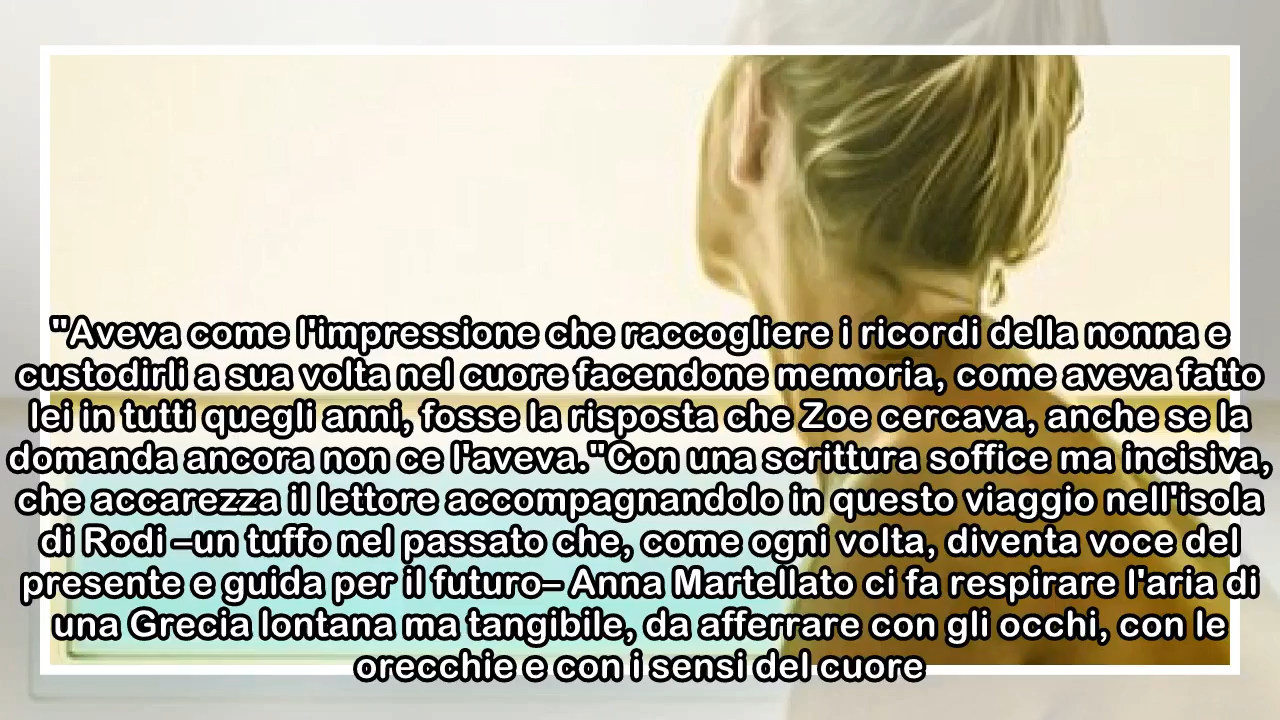 "Aveva come l'impressione che raccogliere i ricordi della nonna e
custodirli a sua volta nel cuore facendone memoria, come aveva fatto
lei in tutti quegli anni, fosse la risposta che Zoe cercava, anche se la
domanda ancora non ce l'aveva."Con una scrittura soffice ma incisiva,
che accarezza il lettore accompagnandolo in questo viaggio nell'isola
di Rodi –un tuffo nel passato che, come ogni volta, diventa voce del
presente e guida per il futuro– Anna Martellato ci fa respirare l'aria di
una Grecia lontana ma tangibile, da afferrare con gli occhi, con le
orecchie e con i sensi del cuore